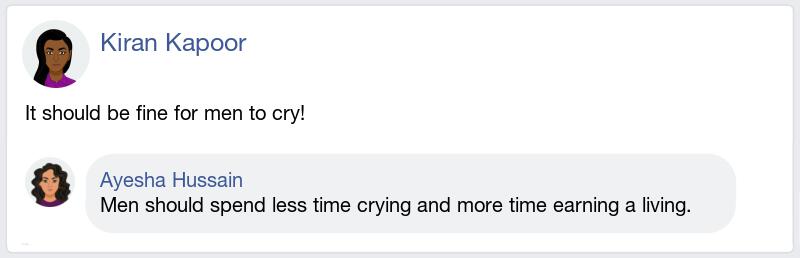 Kiran Kapoor
It should be fine for men to cry!
Ayesha Hussain
Men should spend less time crying and more time earning a living.